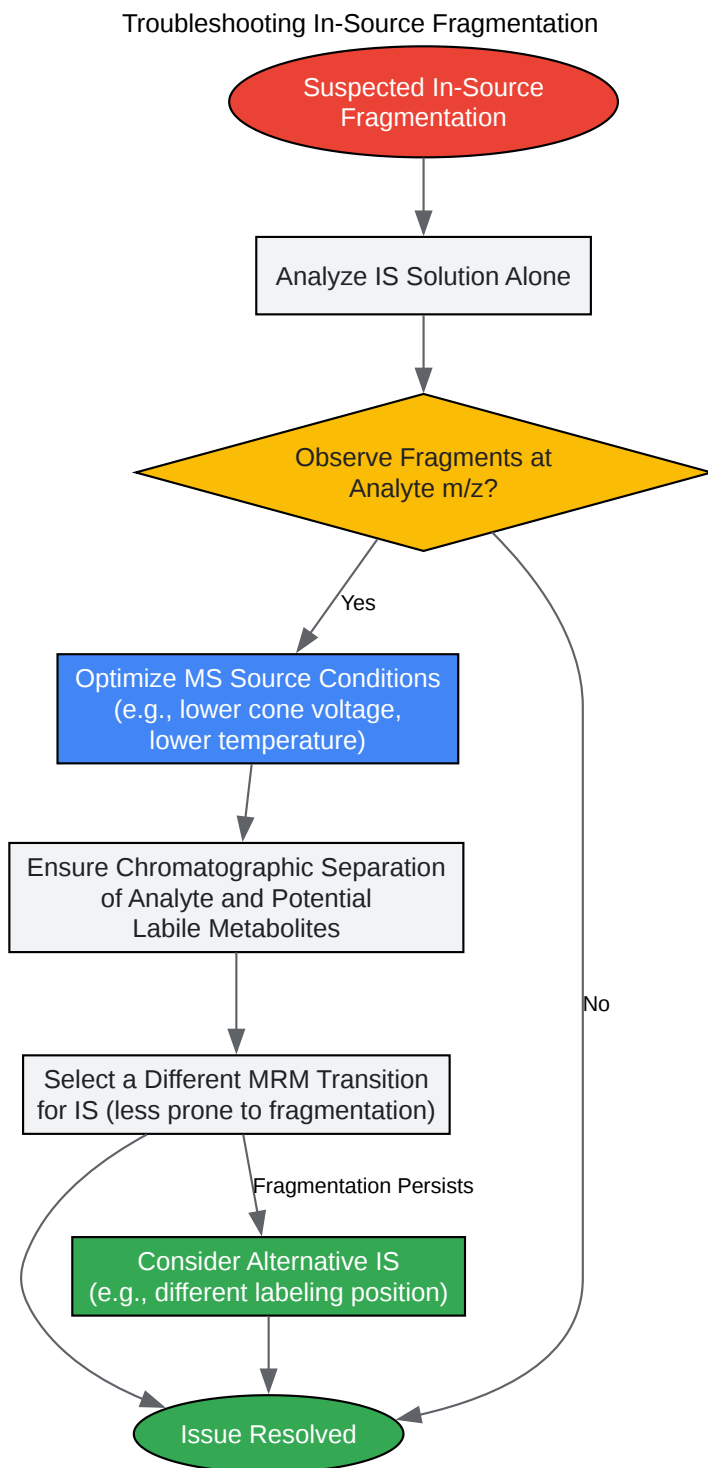 Troubleshooting In-Source Fragmentation
Suspected In-Source
Fragmentation
Analyze IS Solution Alone
Observe Fragments at
Analyte m/z?
Yes
Optimize MS Source Conditions
(e.g., lower cone voltage,
lower temperature)
Ensure Chromatographic Separation
of Analyte and Potential
Labile Metabolites
No
Select a Different MRM Transition
for IS (less prone to fragmentation)
Fragmentation Persists
Consider Alternative IS
(e.g., different labeling position)
Issue Resolved